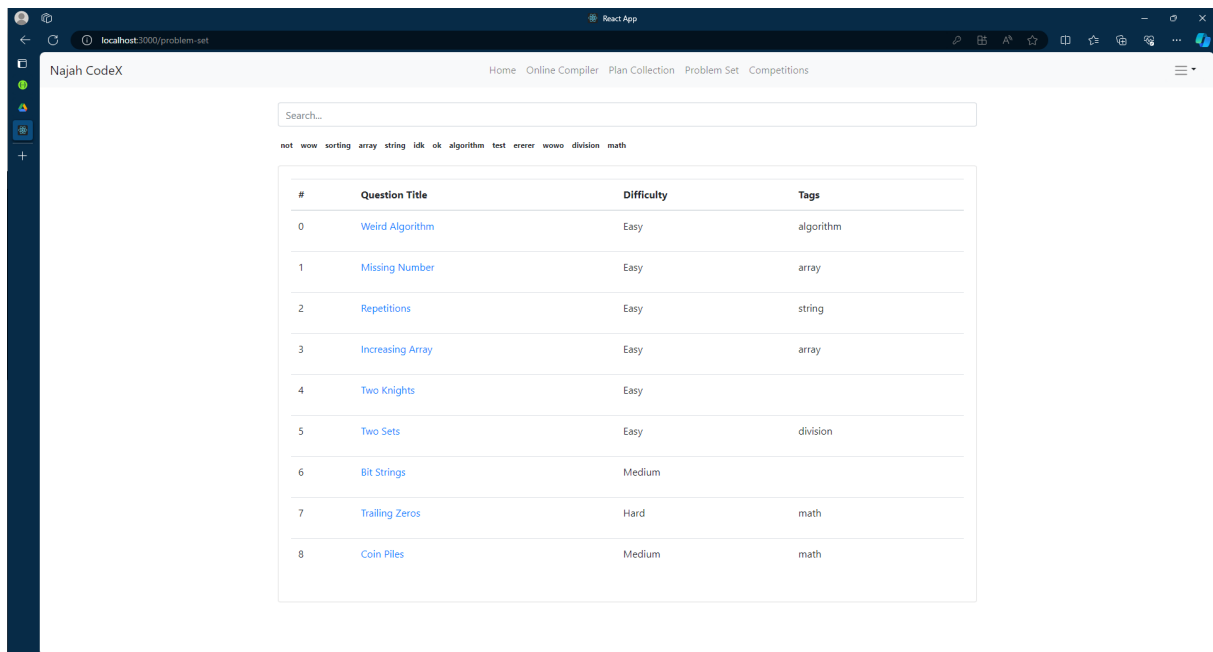 React App
localhost:3000/problem-set
Najah CodeX Home Online Compiler Plan Collection Problem Set Competitions
Search...
not wow sorting array string idk ok algorithm test ererer wowo division math
# Question Title Difficulty Tags
0 Weird Algorithm Easy algorithm
1 Missing Number Easy array
2 Repetitions Easy string
3 Increasing Array Easy array
4 Two Knights Easy
5 Two Sets Easy division
6 Bit Strings Medium
7 Trailing Zeros Hard math
8 Coin Piles Medium math